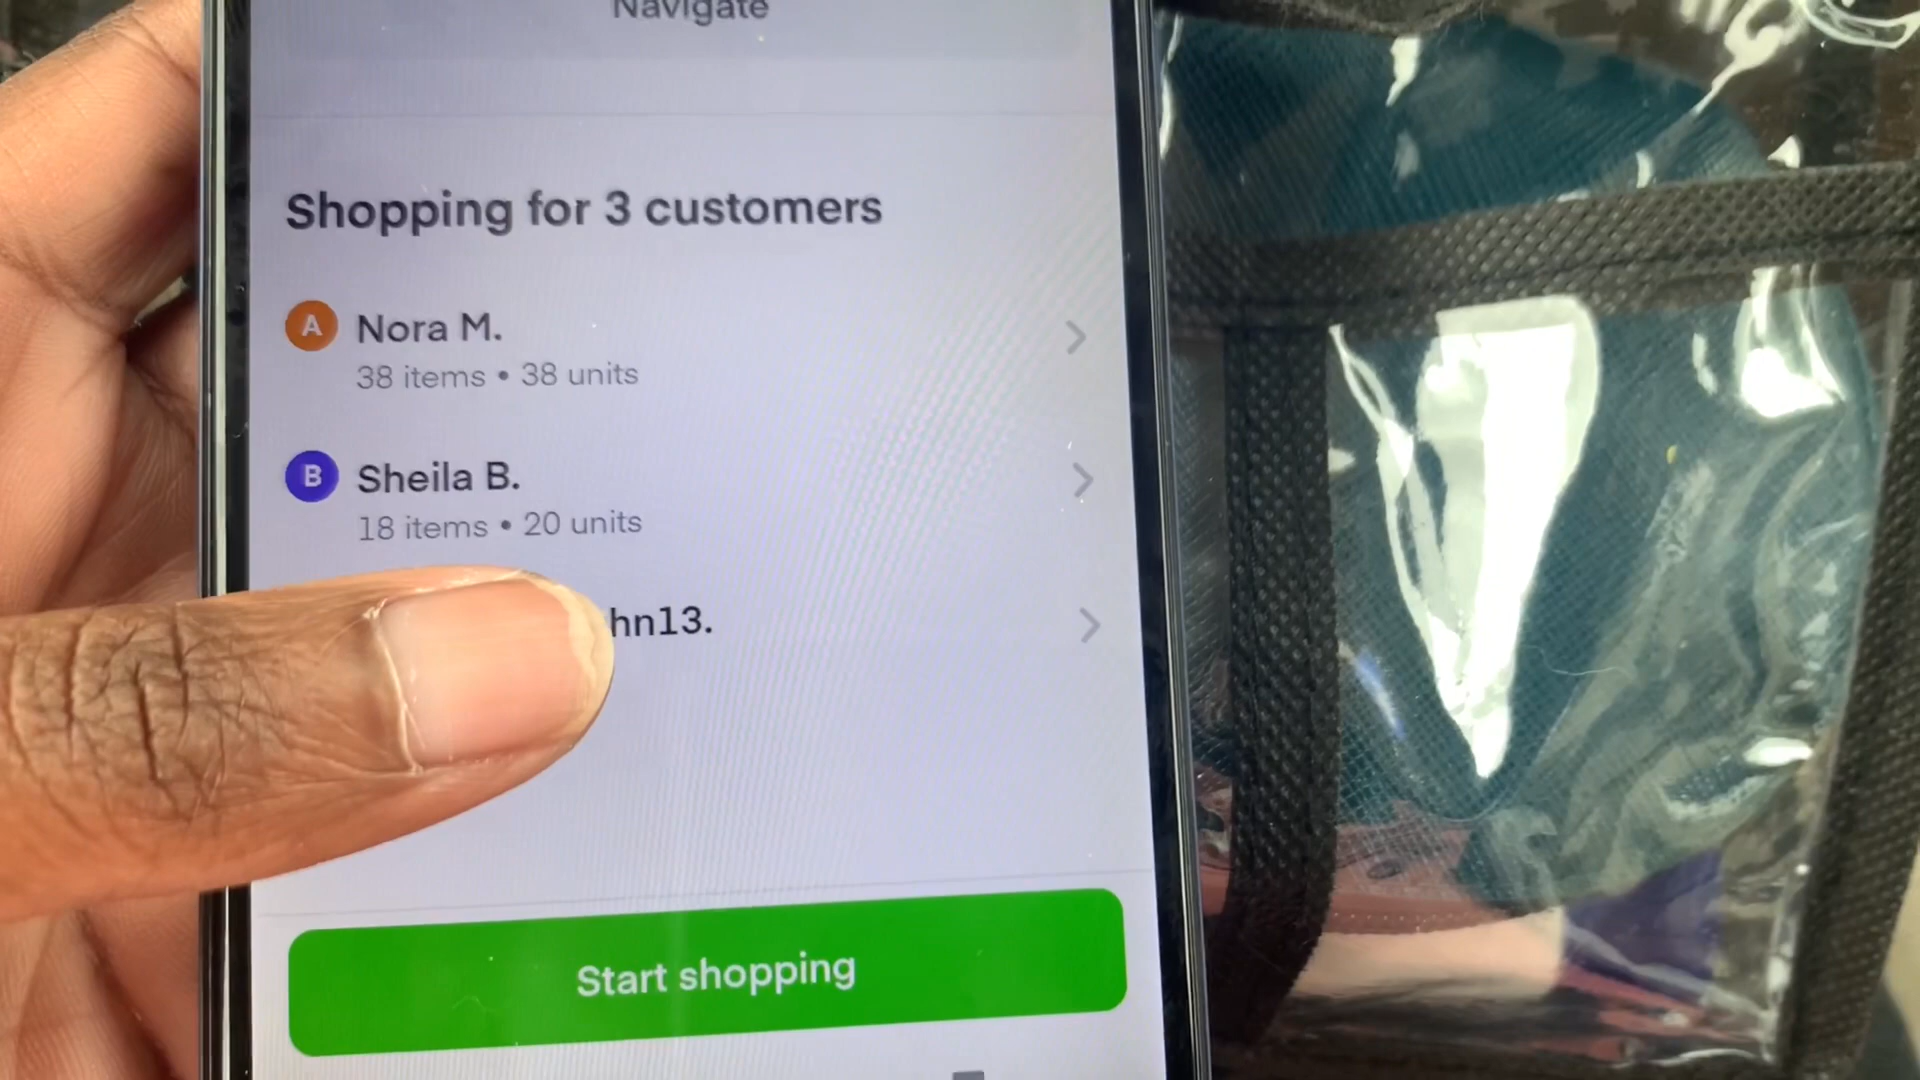 Navigate
Shopping for 3 customers
A Nora M.
38 items • 38 units
B Sheila B.
18 items • 20 units
hn13.
Start shopping